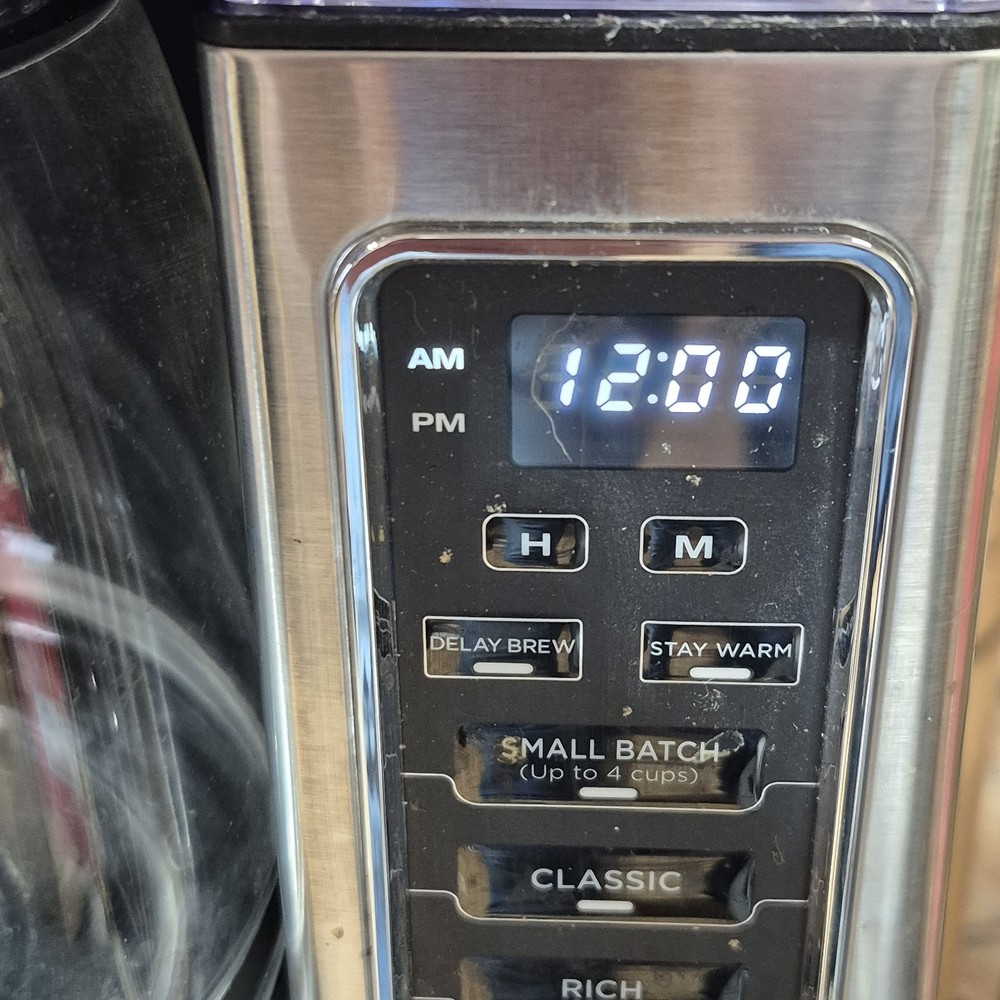 AM
12:00
PM
H M
DELAY BREW STAY WARM
SMALL BATCH
(Up to 4 cups)
CLASSIC
RICH